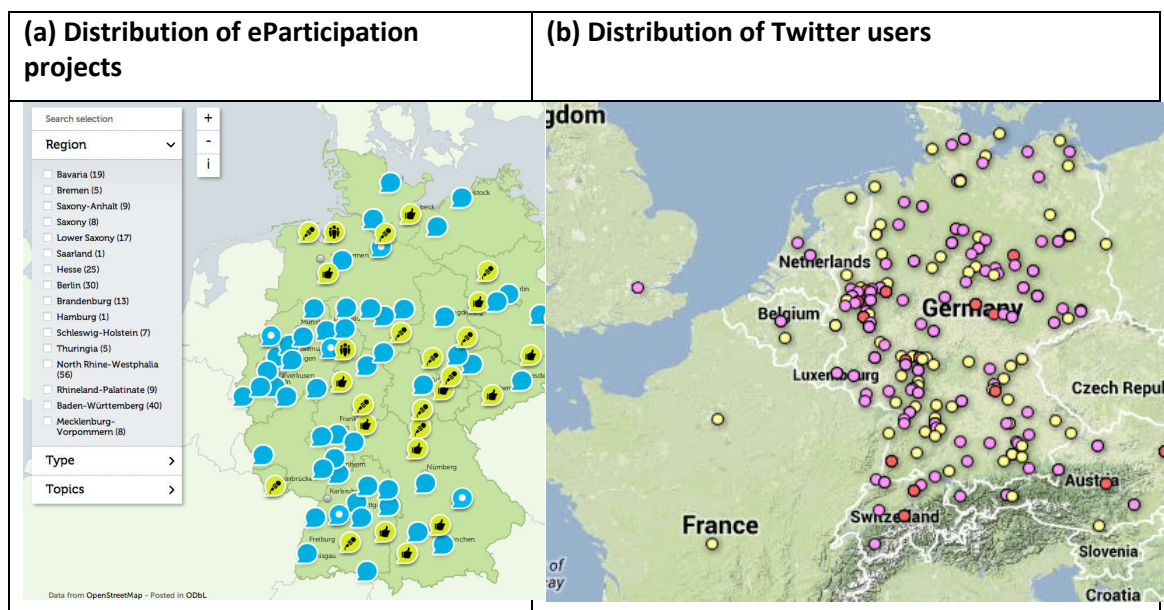 (a) Distribution of eParticipation
projects
(b) Distribution of Twitter users
Search selection
Region
Bavaria (19)
Bremen (5)
Saxony-Anhalt (9)
Saxony (8)
Lower Saxony (17)
Saarland (1)
Hesse (25)
Berlin (30)
Brandenburg (13)
Hamburg (1)
Schleswig-Holstein (7)
Thuringia (5)
North Rhine-Westphalia
(56)
Rhineland-Palatinate (9)
Baden-Württemberg (40)
Mecklenburg-
Vorpommern (8)
Type
Topics
+
-
i
Nürnberg
Freiburg
Data from OpenStreetMap - Posted in ODbL
gdom
Netherlands
Belgium
Germany
Luxembourg
Czech Repu
France
Switzerland
Austria
Slovenia
Croatia
of
ay